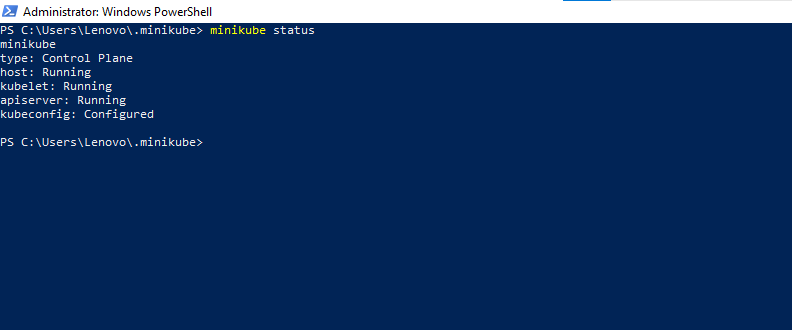 Administrator: Windows PowerShell
PS C:\Users\Lenovo\.minikube> minikube status
minikube
type: Control Plane
host: Running
kubelet: Running
apiserver: Running
kubeconfig: Configured
PS C:\Users\Lenovo\.minikube>